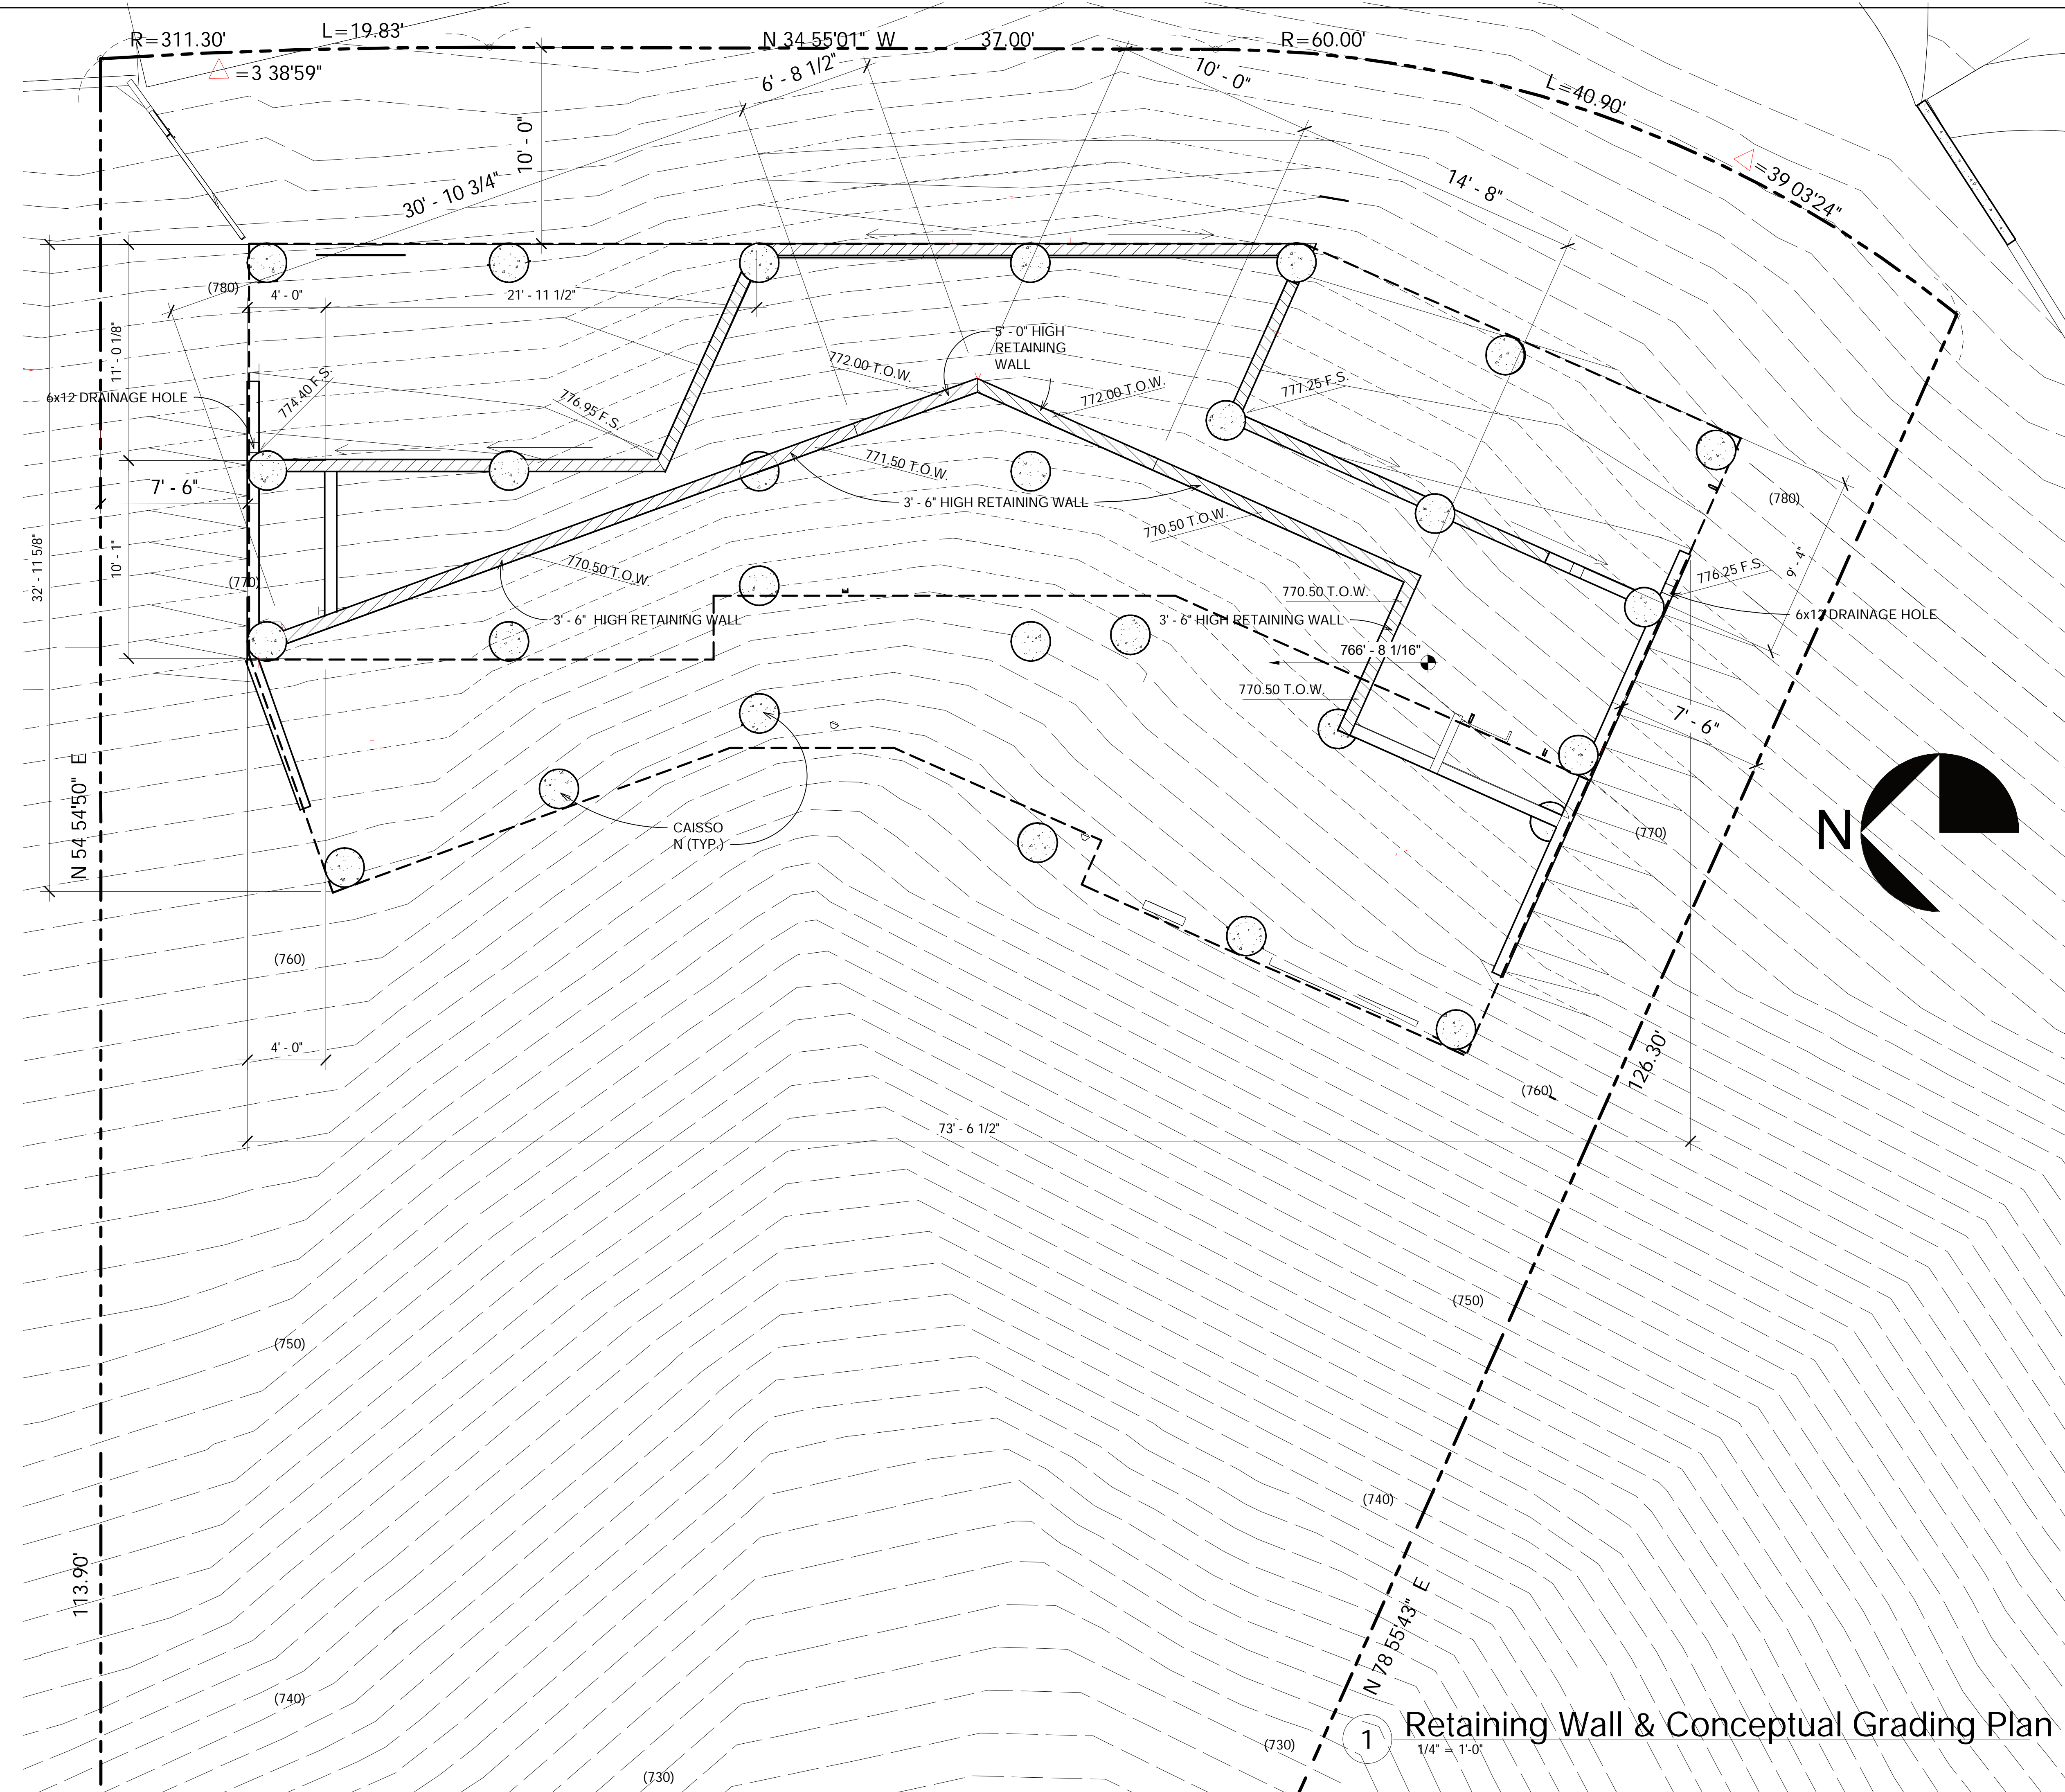 R=311.30'
L=19.83'
N 34 55'01" W
37.00'
R=60.00'
=3 38'59"
6' - 8 1/2"
10' - 0"
L=40.90'
10' - 0"
=39 03'24"
30' - 10 3/4"
14' - 8"
(780)
4' - 0"
21' - 11 1/2"
11' - 0 1/8"
5' - 0" HIGH
RETAINING
WALL
772.00 T.O.W.
772.00 T.O.W.
777.25 F.S.
774.40 F.S.
6x12 DRAINAGE HOLE
776.95 F.S.
771.50 T.O.W.
7' - 6"
3' - 6" HIGH RETAINING WALL
(780)
770.50 T.O.W.
32' - 11 5/8"
10' - 1"
(770)
770.50 T.O.W.
9' - 4"
776.25 F.S.
770.50 T.O.W.
6x12 DRAINAGE HOLE
3' - 6" HIGH RETAINING WALL
3' - 6" HIGH RETAINING WALL
766' - 8 1/16"
770.50 T.O.W.
7' - 6"
N 54 54'50" E
CAISSO
N (TYP.)
(770)
N
(760)
4' - 0"
126.30'
(760)
73' - 6 1/2"
(750)
(750)
(740)
113.90'
N 78 55'43" E
(740)
(730)
(730)
1
Retaining Wall & Conceptual Grading Plan
1/4" = 1'-0"